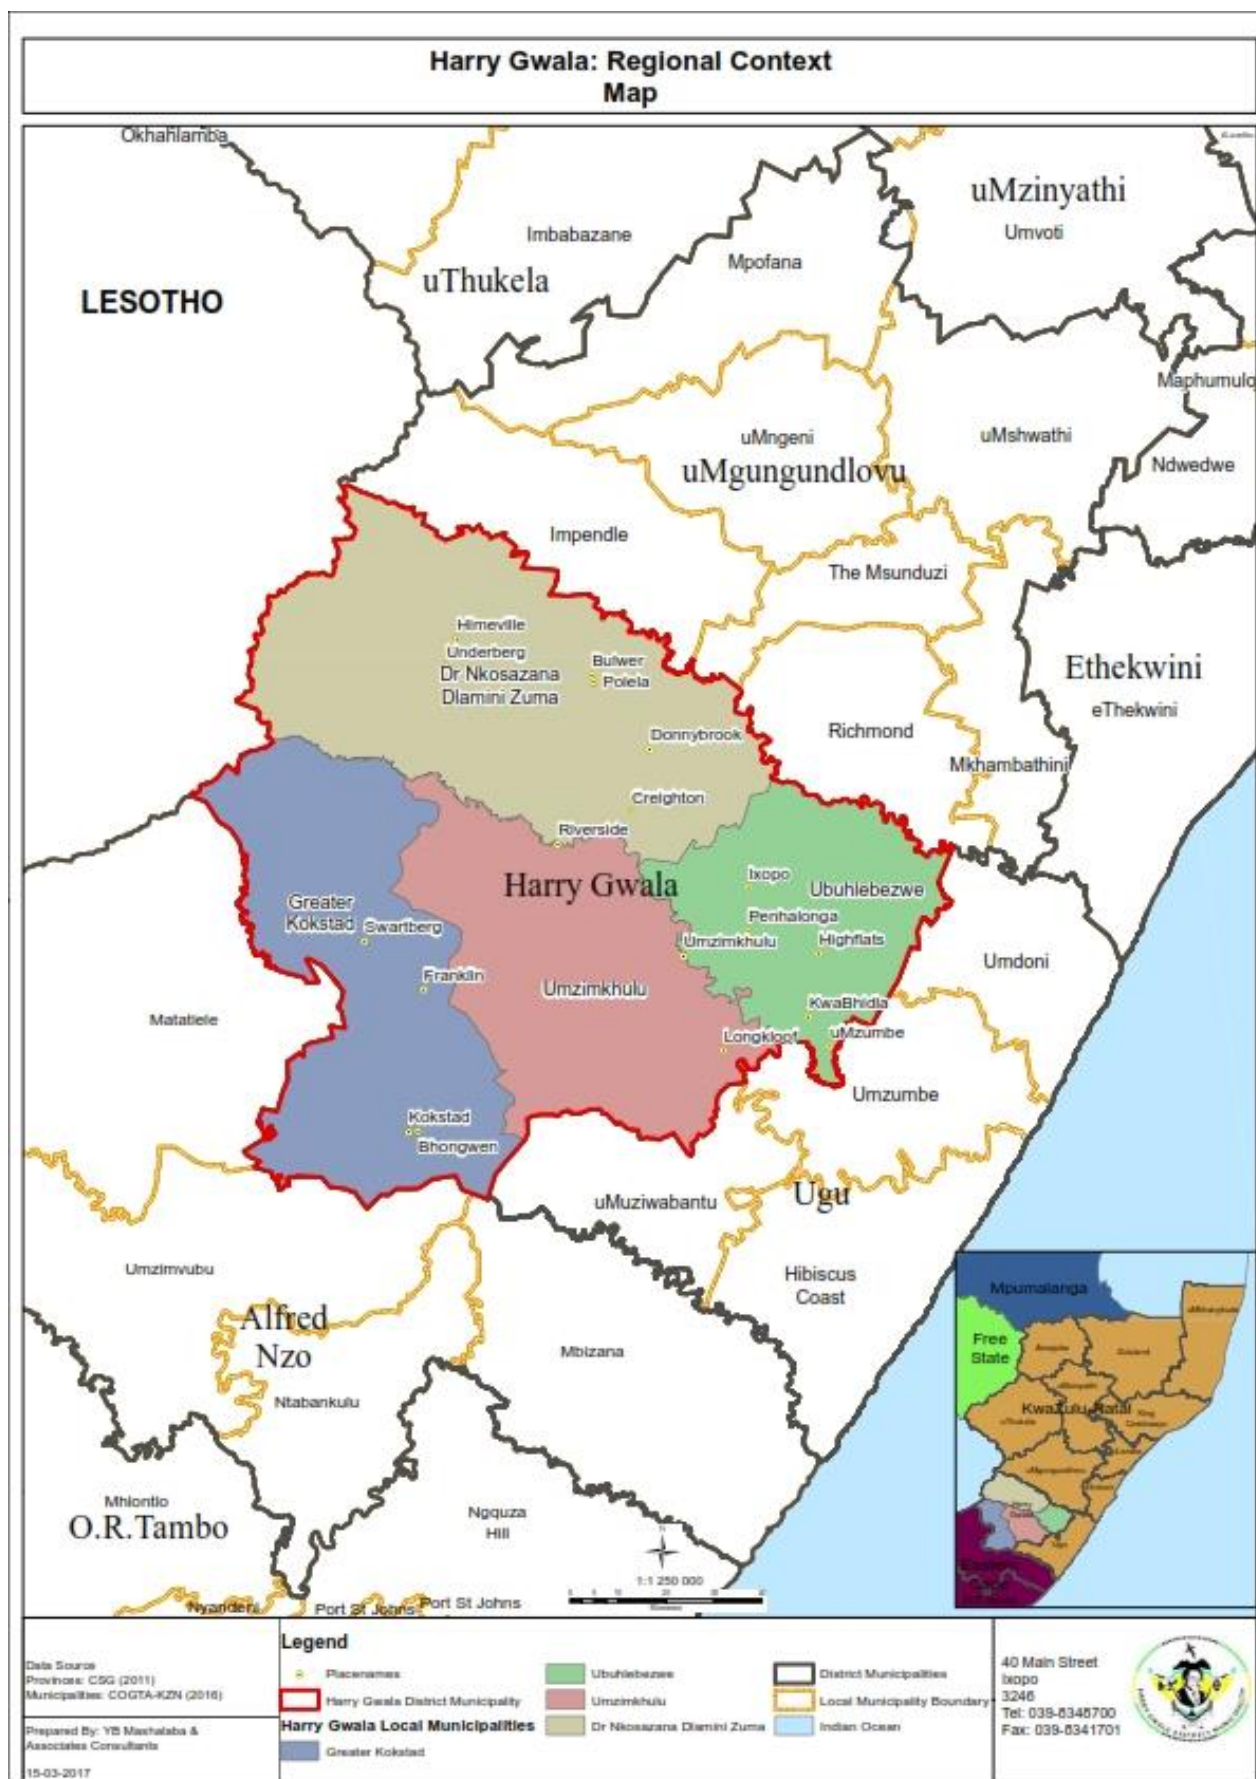 Harry Gwala: Regional Context
Map
Okhahlamba
uMzinyathi
Umvoti
Imbabazane
Mpofana
uThukela
LESOTHO
Maphumulo
uMngeni
uMshwathi
uMgungundlovu
Ndwedwe
Impendle
The Msunduzi
Himeville
Underberg
Bulwer
Polela
Dr Nkosazana
Dlamini Zuma
Ethekwini
eThekwini
Donnybrook
Richmond
Mkhambathini
Creighton
Riverside
Harry Gwala
Ixopo
Ubuhlebezwe
Greater
Kokstad
Swartberg
Penhalonga
Umzimkhulu
Highflats
Umdoni
Franklin
Umzimkhulu
Matatiele
KwaBhidla
Longkloof
uMzumbe
Umzumbe
Kokstad
Bhongwen
uMuziwabantu
Ugu
Umzimvubu
Hibiscus
Coast
Alfred
Nzo
Mbizana
Ntabankulu
Mhlontlo
O.R.Tambo
Ngquza
Hill
Nyandeni
Port St Johns
Port St Johns
N
1:1 250 000
Mpumalanga
Free
State
KwaZulu-Natal
uThukela
Ugu
Data Source
Provinces: CSG (2011)
Municipalities: COGTA-KZN (2016)
Prepared By: YB Mashalaba &
Associates Consultants
15-03-2017
Legend
Placenames
Harry Gwala District Municipality
Harry Gwala Local Municipalities
Greater Kokstad
Ubuhlebezwe
Umzimkhulu
Dr Nkosazana Dlamini Zuma
District Municipalities
Local Municipality Boundary
Indian Ocean
40 Main Street
Ixopo
3246
Tel: 039-8348700
Fax: 039-8341701